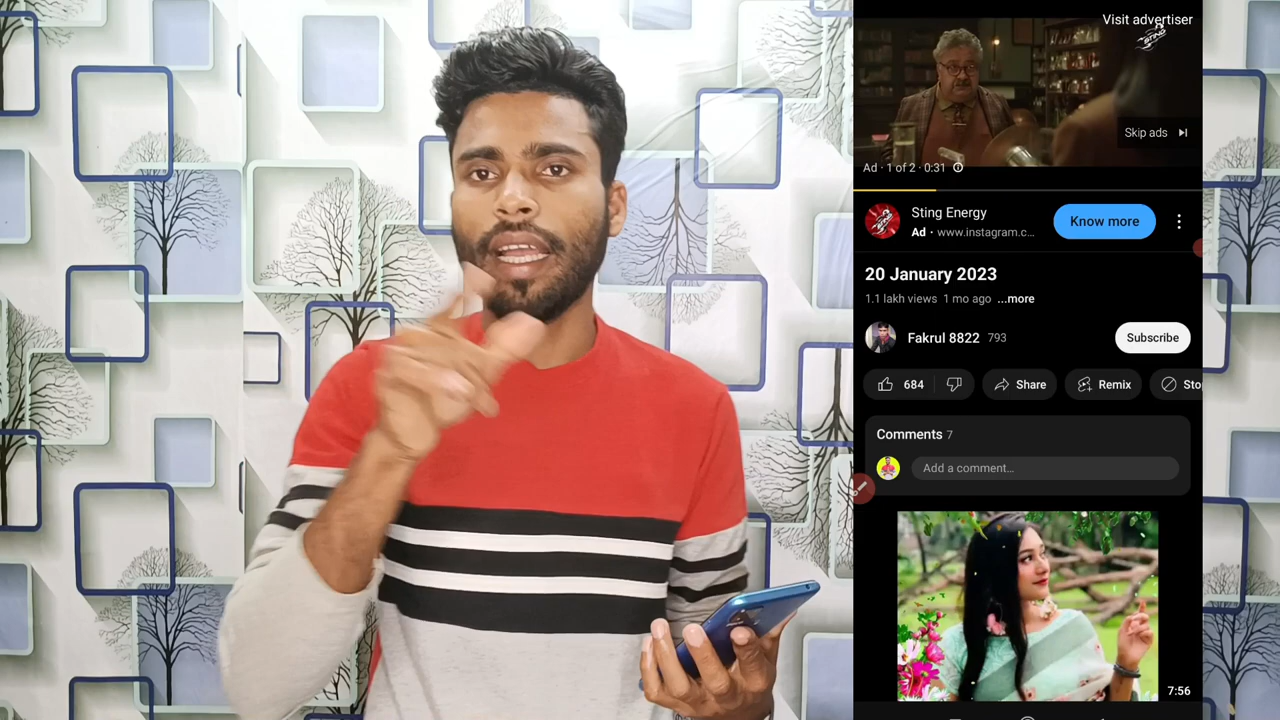 Visit advertiser
STING
Skip ads
Ad · 1 of 2 · 0:31
Sting Energy
Know more
Ad · www.instagram.c...
20 January 2023
1.1 lakh views 1 mo ago ...more
Fakrul 8822 793
Subscribe
684
Share
Remix
Sto
Comments 7
Add a comment...
7:56